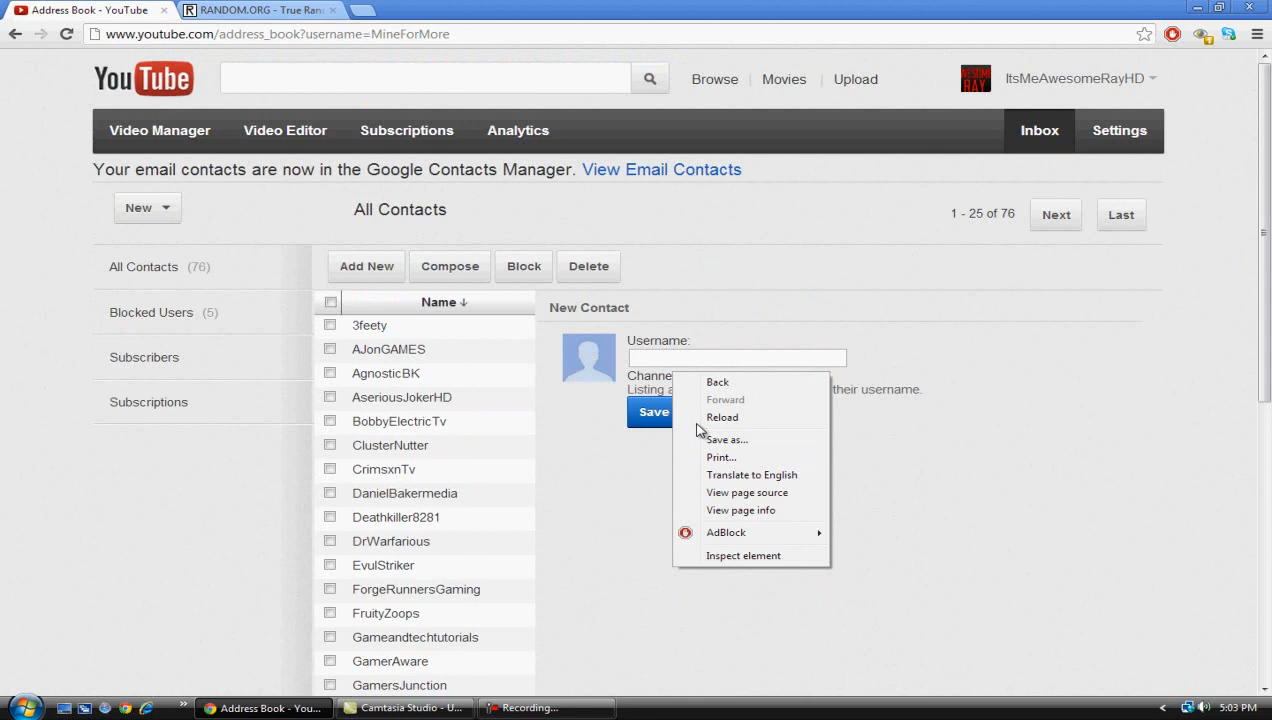 Address Book - YouTube
RANDOM.ORG - True Ran
www.youtube.com/address_book?username=MineForMore
YouTube
Browse
Movies
Upload
ItsMeAwesomeRayHD
Video Manager
Video Editor
Subscriptions
Analytics
Inbox
Settings
Your email contacts are now in the Google Contacts Manager. View Email Contacts
New
All Contacts
1 - 25 of 76
Next
Last
All Contacts (76)
Blocked Users (5)
Subscribers
Subscriptions
Add New
Compose
Block
Delete
Name
3feety
AJonGAMES
AgnosticBK
AseriousJokerHD
BobbyElectricTv
ClusterNutter
CrimsxnTv
DanielBakermedia
Deathkiller8281
DrWarfarious
EvulStriker
ForgeRunnersGaming
FruityZoops
Gameandtechtutorials
GamerAware
GamersJunction
New Contact
Username:
Channe
Listing a
their username.
Save
Back
Forward
Reload
Save as...
Print...
Translate to English
View page source
View page info
AdBlock
Inspect element
Address Book - You...
Camtasia Studio - U...
Recording...
5:03 PM